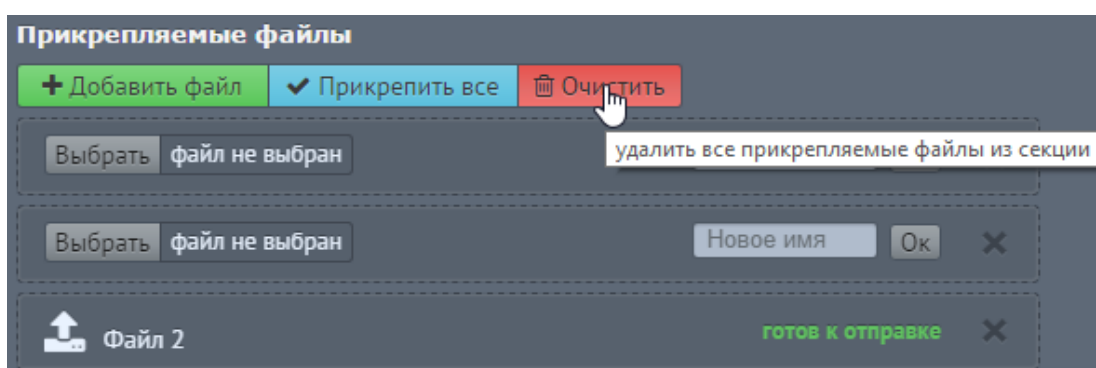 Прикрепляемые файлы
Добавить файл Прикрепить все Очистить
Выбрать файл не выбран
удалить все прикрепляемые файлы из секции
Выбрать файл не выбран Новое имя Ок
Файл 2 готов к отправке